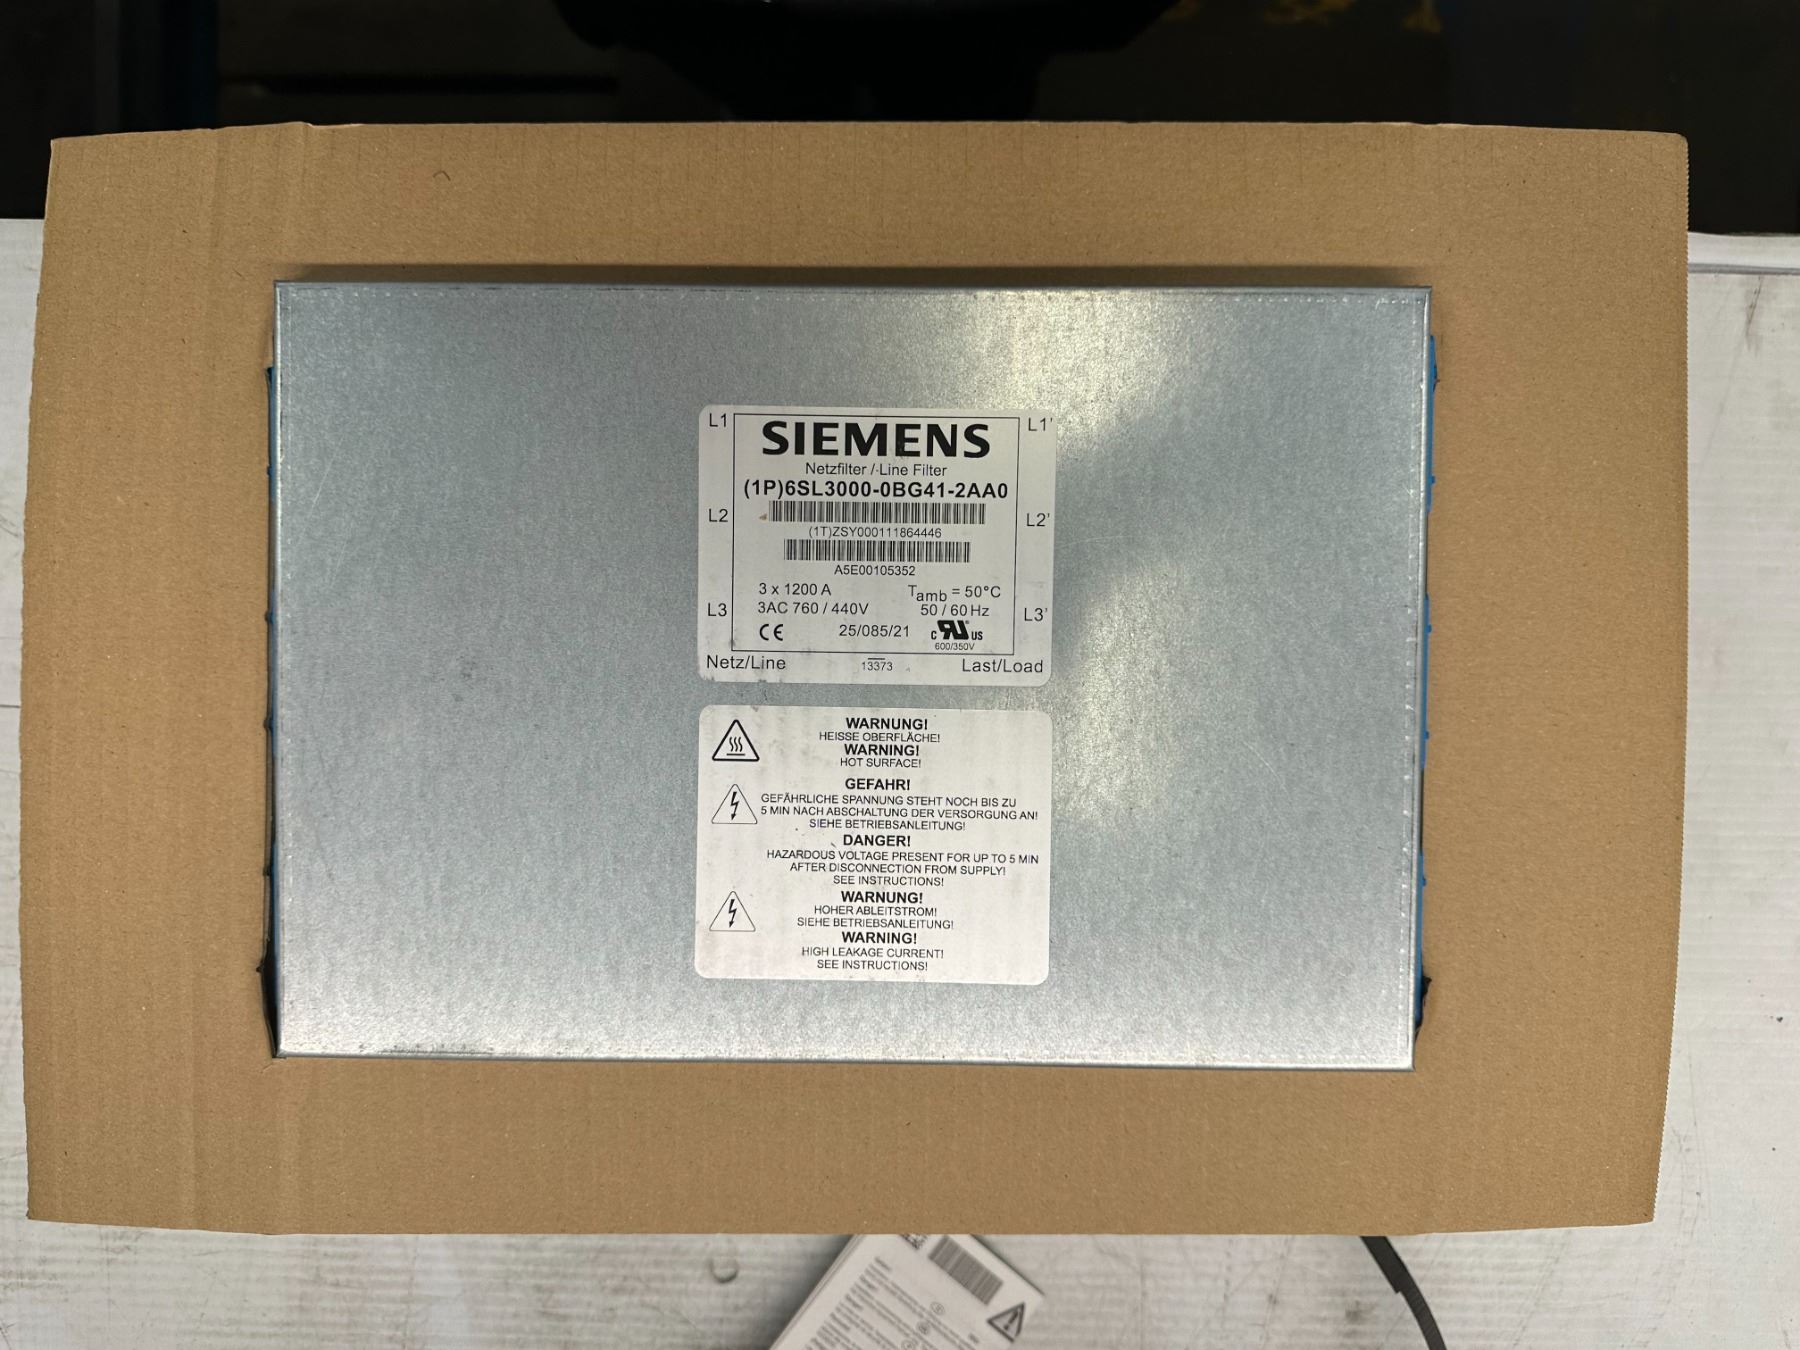 L1
SIEMENS
L1'
Netzfilter / Line Filter
(1P)6SL3000-0BG41-2AA0
L2
L2'
(1T)ZSY000111864446
A5E00105352
3 x 1200 A
Tamb = 50°C
L3
3AC 760 / 440V
50 / 60 Hz
L3'
CE
25/085/21
c RU US
600/350V
Netz/Line
13373
Last/Load
WARNUNG!
HEISSE OBERFLÄCHE!
WARNING!
HOT SURFACE!
GEFAHR!
GEFÄHRLICHE SPANNUNG STEHT NOCH BIS ZU
5 MIN NACH ABSCHALTUNG DER VERSORGUNG AN!
SIEHE BETRIEBSANLEITUNG!
DANGER!
HAZARDOUS VOLTAGE PRESENT FOR UP TO 5 MIN
AFTER DISCONNECTION FROM SUPPLY!
SEE INSTRUCTIONS!
WARNUNG!
HOHER ABLEITSTROM!
SIEHE BETRIEBSANLEITUNG!
WARNING!
HIGH LEAKAGE CURRENT!
SEE INSTRUCTIONS!